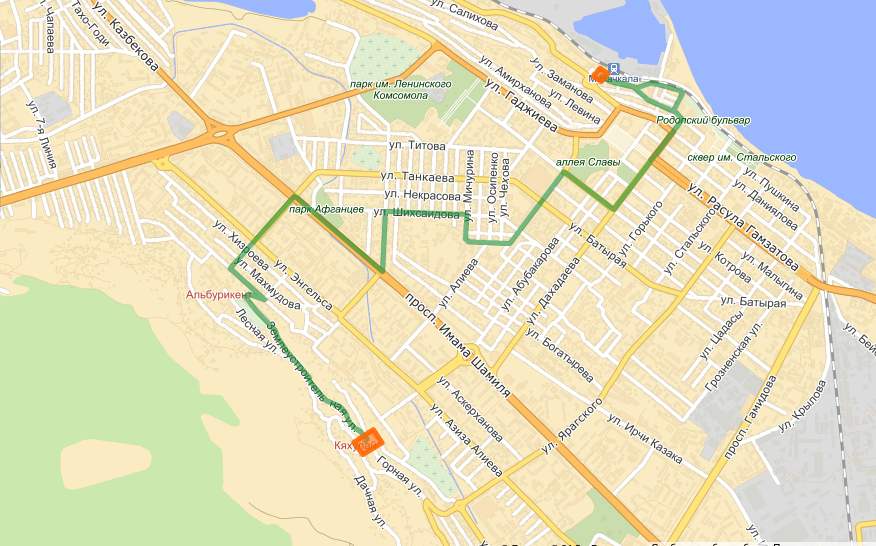 ул. Салихова
ул. Чапаева
Тахо-Годи
ул. Казбекова
ул. 7-я Линия
парк им. Ленинского
Комсомола
ул. Амирханова
ул. Заманова
ул. Левина
ул. Гаджиева
Родопский бульвар
сквер им. Стальского
аллея Славы
ул. Титова
ул. Танкаева
ул. Некрасова
ул. Шихсаидова
парк Афганцев
ул. Мичурина
ул. Осипенко
ул. Чехова
ул. Пушкина
ул. Даниялова
ул. Расула Гамзатова
ул. Горького
ул. Стальского
ул. Котрова
ул. Малыгина
ул. Батырая
ул. Батырая
ул. Хизроева
ул. Махмудова
ул. Энгельса
Альбурикент
Лесная ул.
ул. Алиева
ул. Абубакарова
ул. Дахадаева
просп. Имама Шамиля
ул. Богатырева
ул. Цадасы
Грозненская ул.
просп. Гамидова
ул. Крылова
ул. Аскерханова
ул. Азиза Алиева
ул. Ярагского
ул. Ирчи Казака
Горная ул.
Дачная ул.